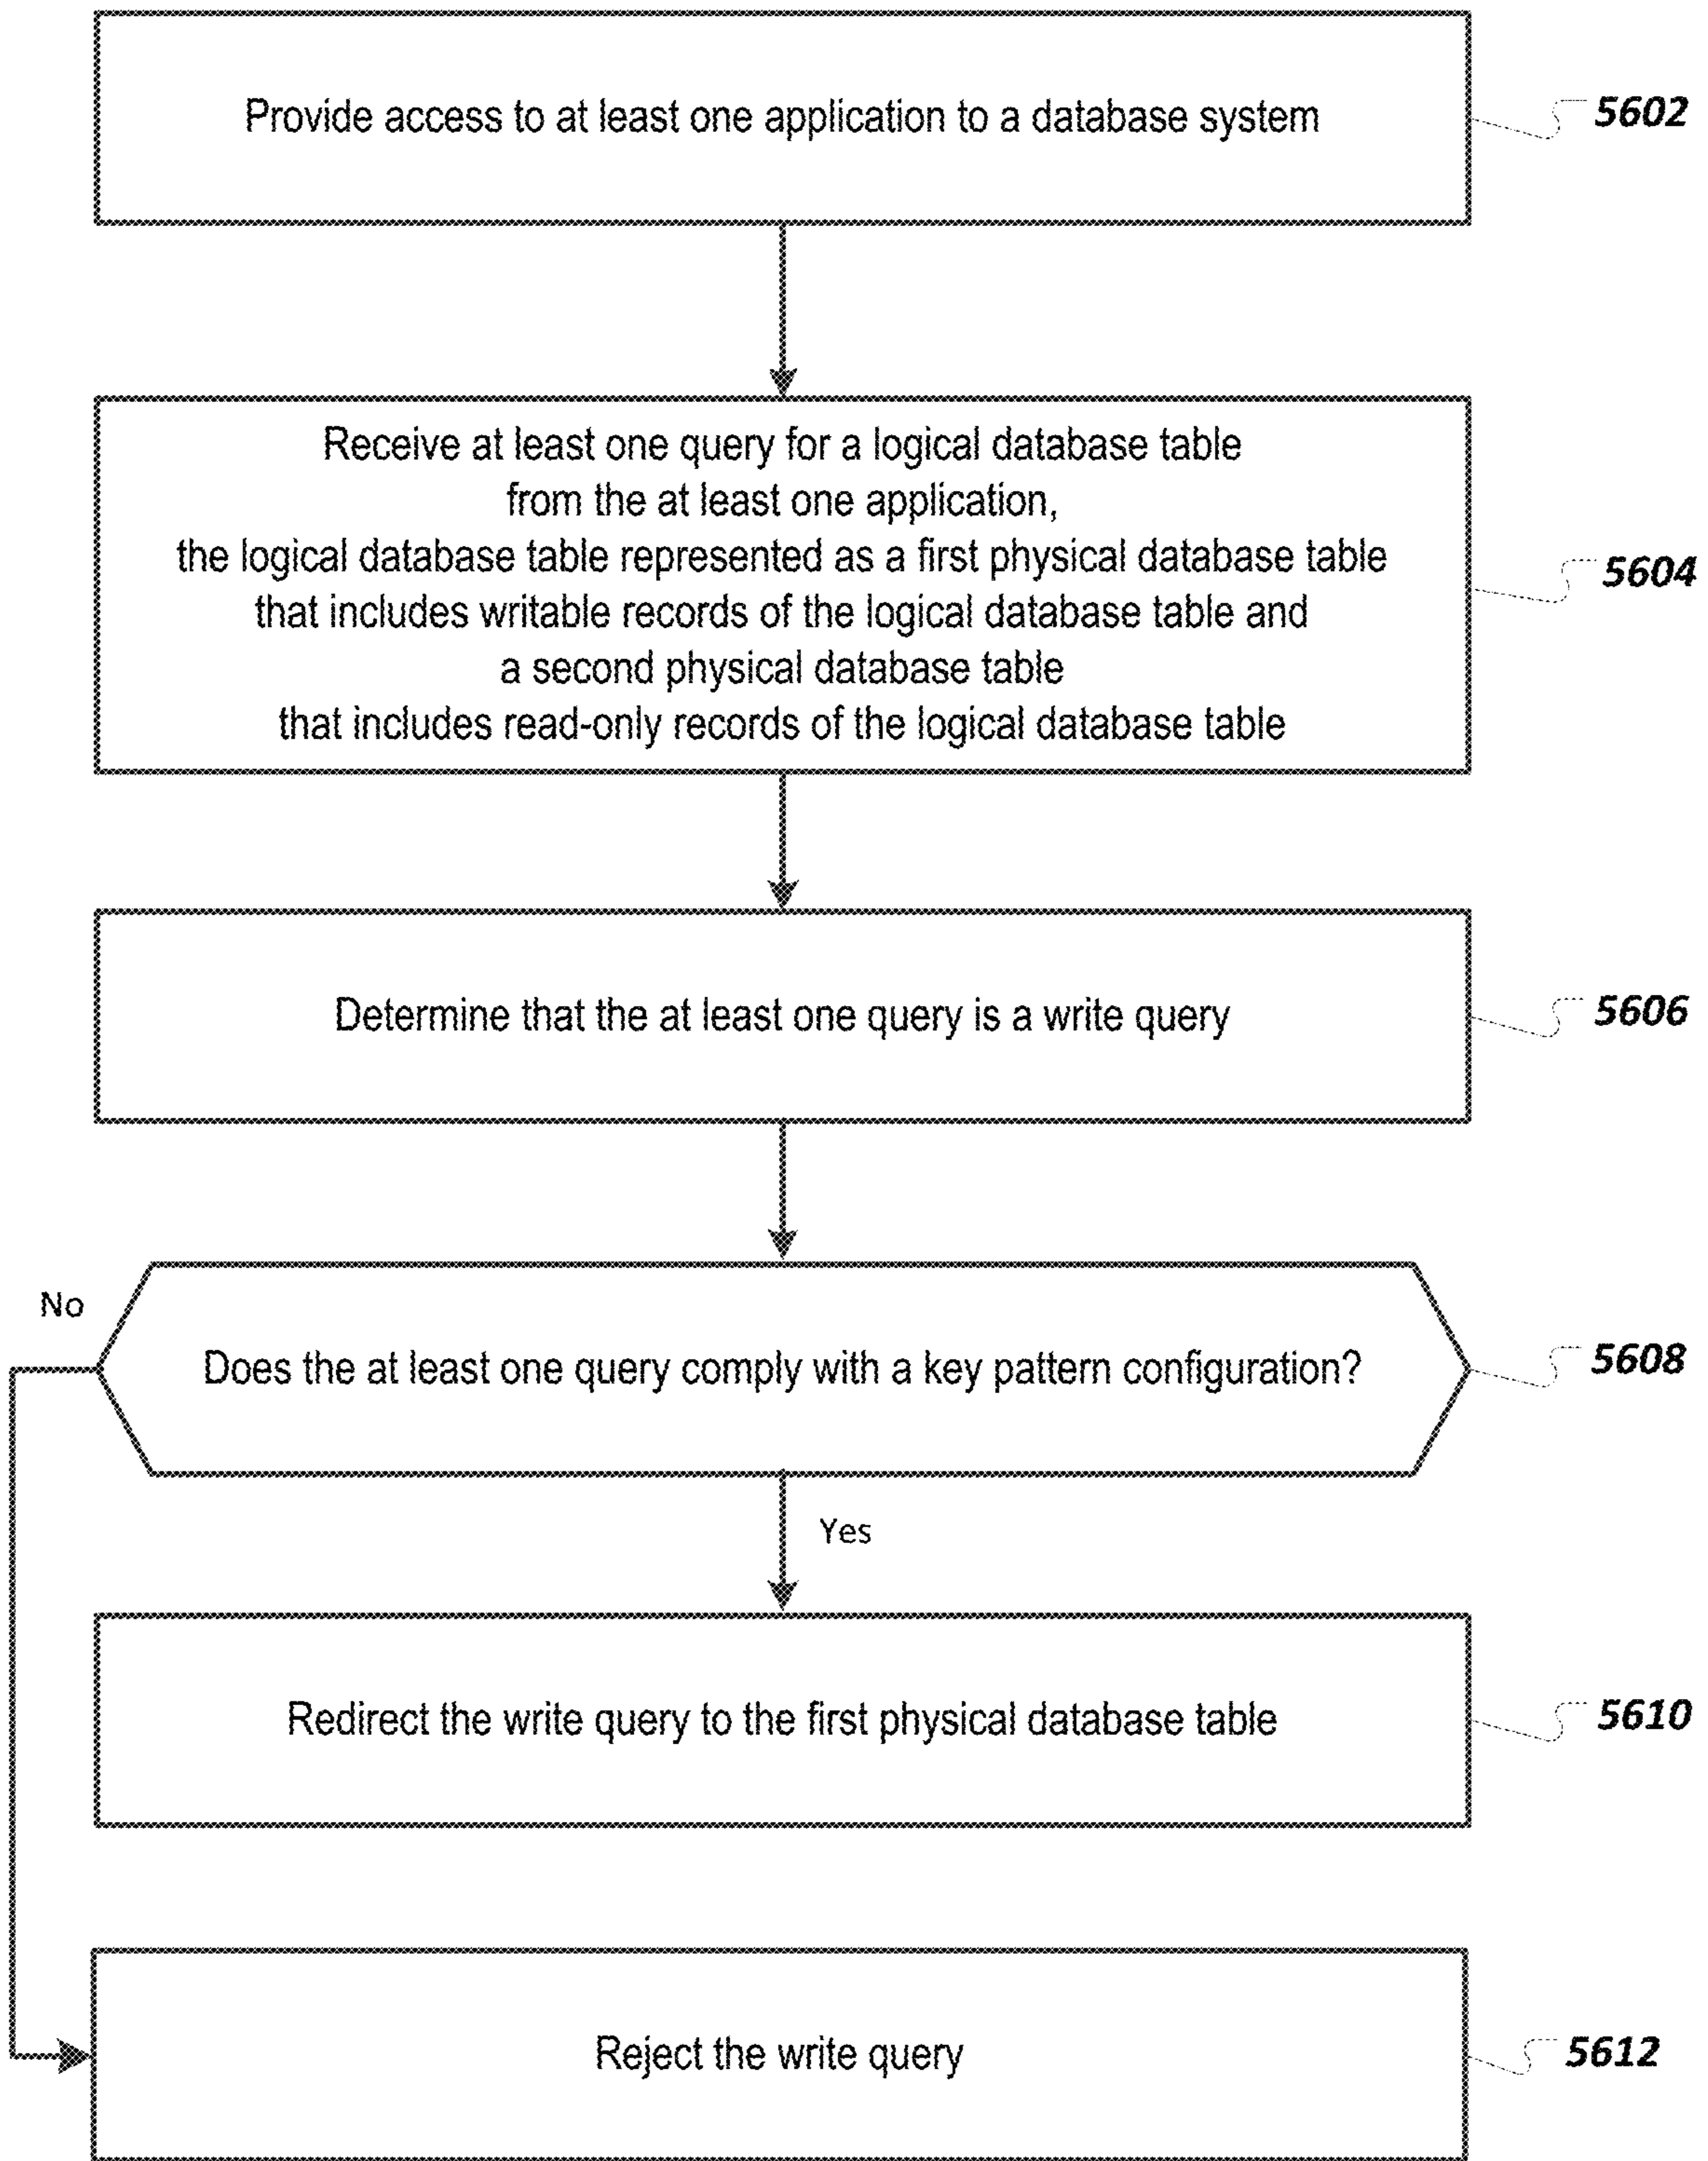 Provide access to at least one application to a database system
5602
Receive at least one query for a logical database table
from the at least one application,
the logical database table represented as a first physical database table
that includes writable records of the logical database table and
a second physical database table
that includes read-only records of the logical database table
5604
Determine that the at least one query is a write query
5606
No
Does the at least one query comply with a key pattern configuration?
5608
Yes
Redirect the write query to the first physical database table
5610
Reject the write query
5612